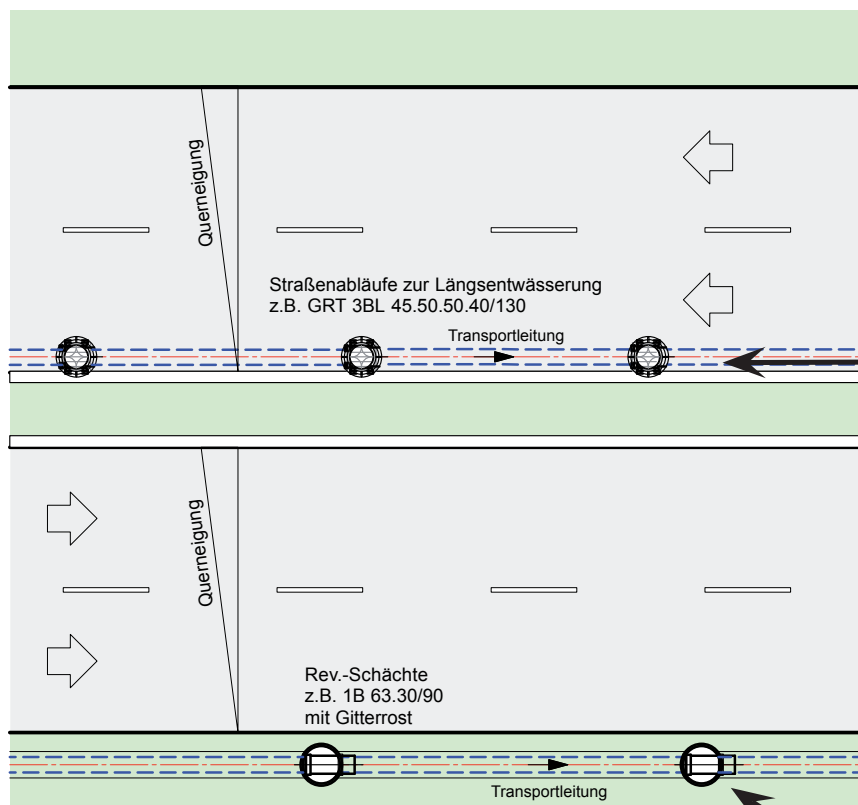 Querneigung
Straßenabläufe zur Längsentwässerung
z.B. GRT 3BL 45.50.50.40/130
Transportleitung
Querneigung
Rev.-Schächte
z.B. 1B 63.30/90
mit Gitterrost
Transportleitung